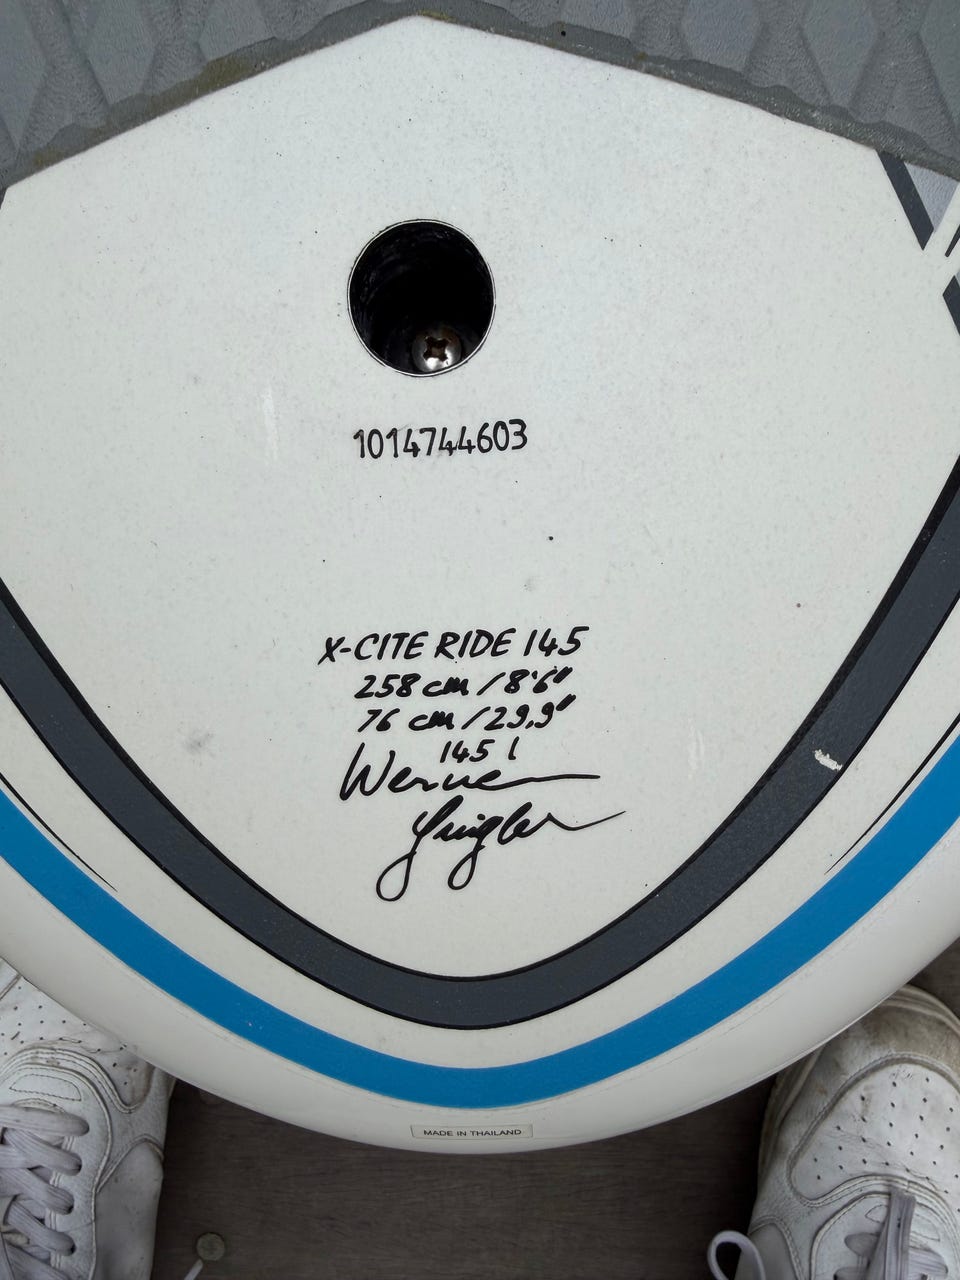 1014744603
X-CITE RIDE 145
258 cm / 8'6"
76 cm / 29,9"
145 l
Werner
Gnigler
MADE IN THAILAND